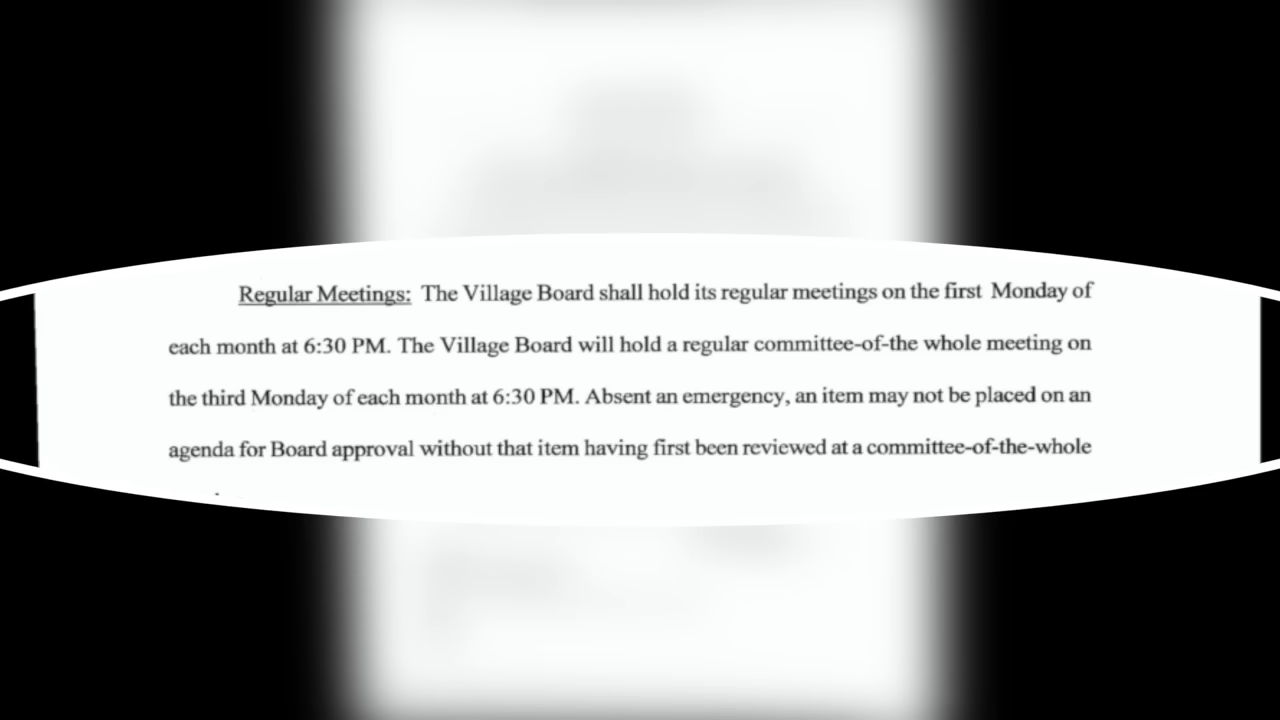 Regular Meetings: The Village Board shall hold its regular meetings on the first Monday of
each month at 6:30 PM. The Village Board will hold a regular committee-of-the whole meeting on
the third Monday of each month at 6:30 PM. Absent an emergency, an item may not be placed on an
agenda for Board approval without that item having first been reviewed at a committee-of-the-whole